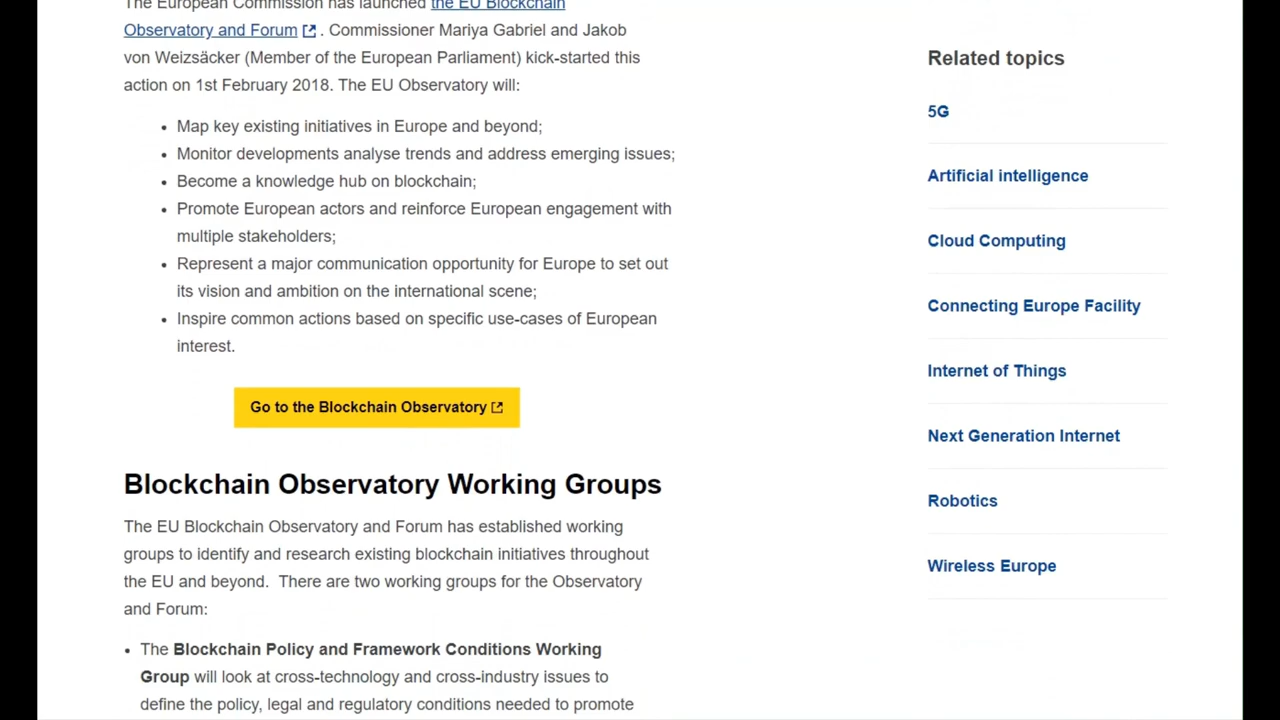 The European Commission has launched the EU Blockchain
Observatory and Forum . Commissioner Mariya Gabriel and Jakob
von Weizsäcker (Member of the European Parliament) kick-started this
action on 1st February 2018. The EU Observatory will:
• Map key existing initiatives in Europe and beyond;
• Monitor developments analyse trends and address emerging issues;
• Become a knowledge hub on blockchain;
• Promote European actors and reinforce European engagement with
multiple stakeholders;
• Represent a major communication opportunity for Europe to set out
its vision and ambition on the international scene;
• Inspire common actions based on specific use-cases of European
interest.
Go to the Blockchain Observatory
Blockchain Observatory Working Groups
The EU Blockchain Observatory and Forum has established working
groups to identify and research existing blockchain initiatives throughout
the EU and beyond.  There are two working groups for the Observatory
and Forum:
• The Blockchain Policy and Framework Conditions Working
Group will look at cross-technology and cross-industry issues to
define the policy, legal and regulatory conditions needed to promote
Related topics
5G
Artificial intelligence
Cloud Computing
Connecting Europe Facility
Internet of Things
Next Generation Internet
Robotics
Wireless Europe